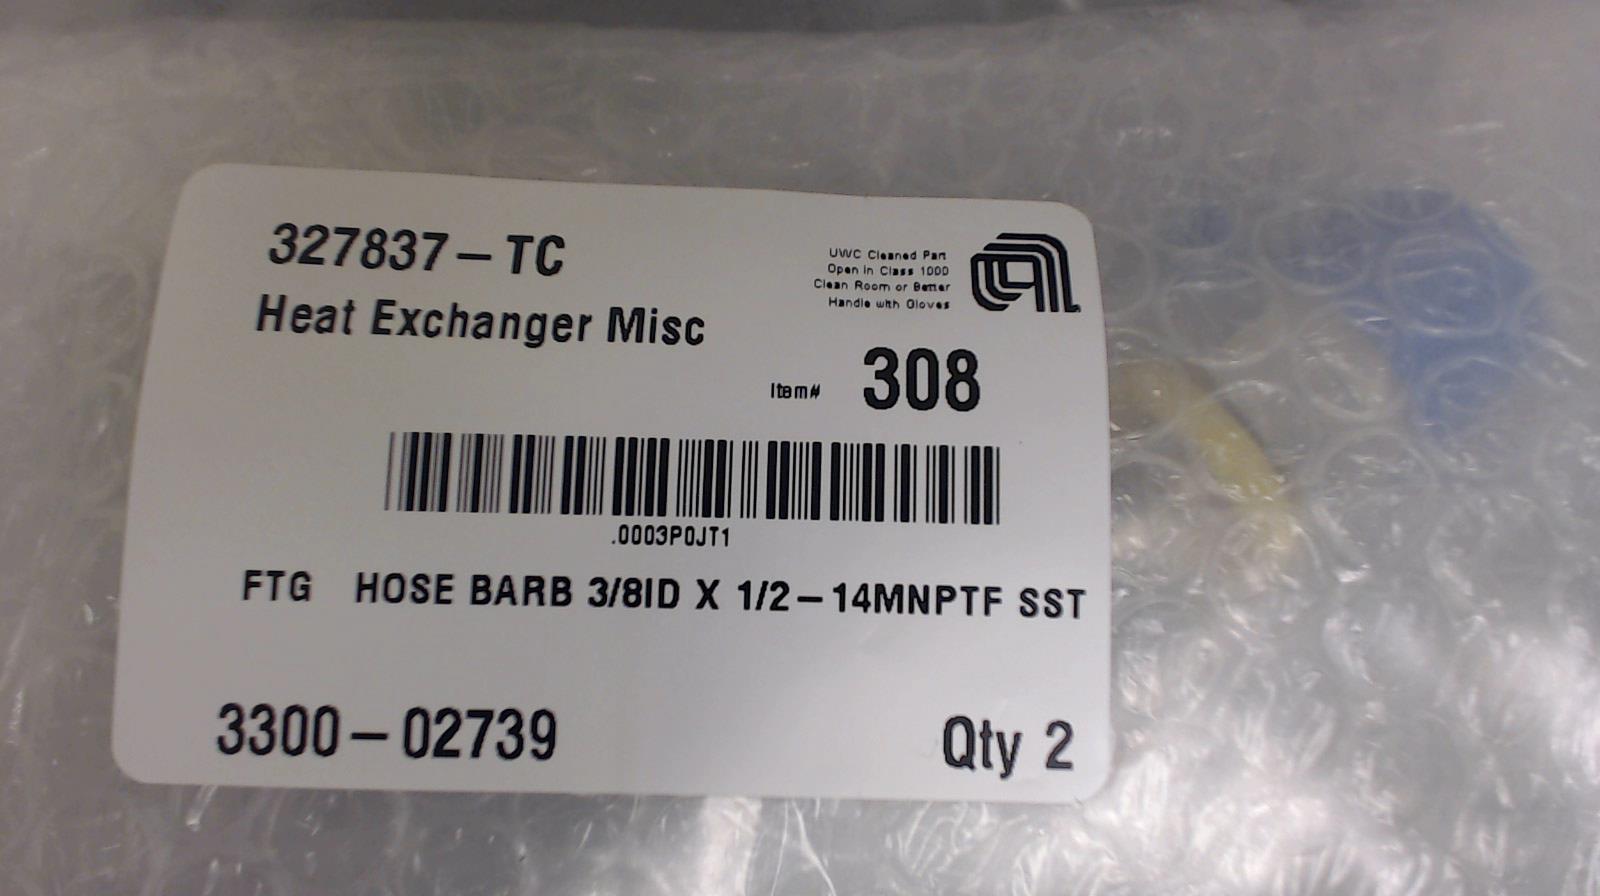 327837-TC
Heat Exchanger Misc
UWC Cleaned Part
Open in Class 1000
Clean Room or Better
Handle with Gloves
Item# 308
.0003P0JT1
FTG HOSE BARB 3/8ID X 1/2-14MNPTF SST
3300-02739
Qty 2